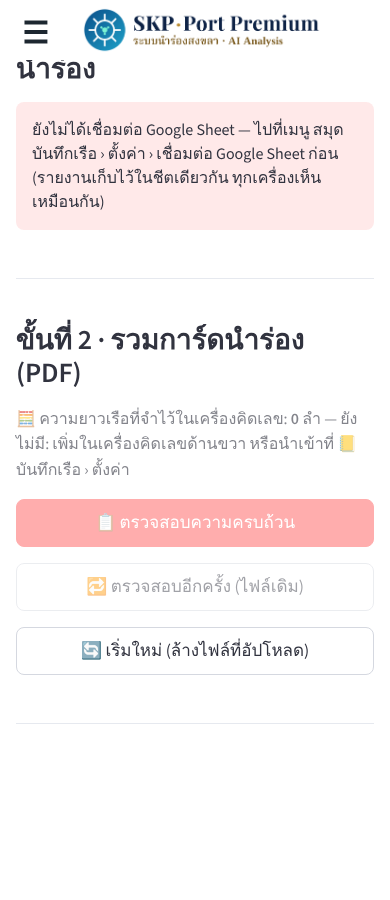 ☰
SKP·Port Premium
ระบบนำร่องสงขลา · AI Analysis
นำร่อง
ยังไม่ได้เชื่อมต่อ Google Sheet — ไปที่เมนู สมุด
บันทึกเรือ › ตั้งค่า › เชื่อมต่อ Google Sheet ก่อน
(รายงานเก็บไว้ในชีตเดียวกัน ทุกเครื่องเห็น
เหมือนกัน)
ขั้นที่ 2 · รวมการ์ดนำร่อง
(PDF)
🧮 ความยาวเรือที่จำไว้ในเครื่องคิดเลข: 0 ลำ — ยัง
ไม่มี: เพิ่มในเครื่องคิดเลขด้านขวา หรือนำเข้าที่ 📒
บันทึกเรือ › ตั้งค่า
📋 ตรวจสอบความครบถ้วน
🔁 ตรวจสอบอีกครั้ง (ไฟล์เดิม)
🔄 เริ่มใหม่ (ล้างไฟล์ที่อัปโหลด)